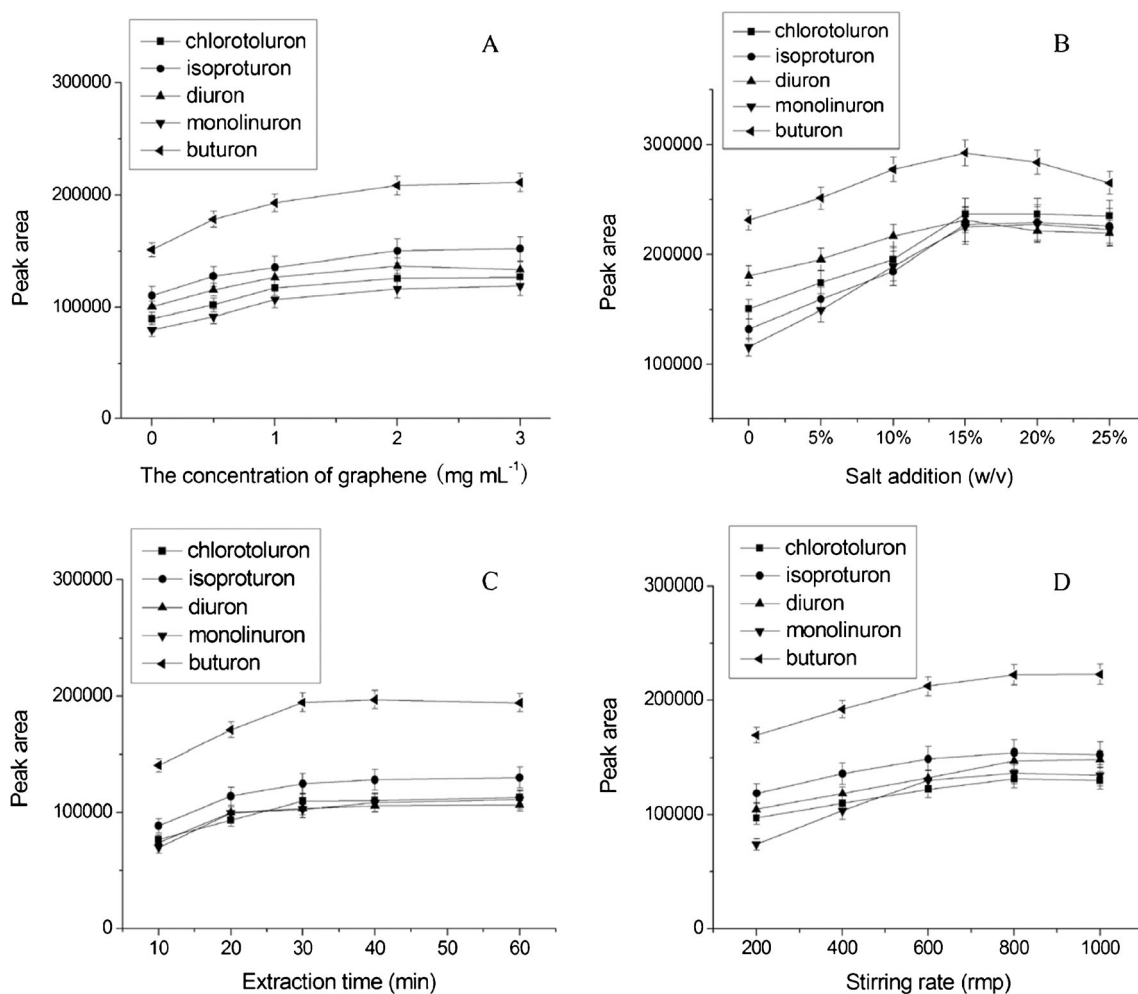 A
chlorotoluron
isoproturon
diuron
monolinuron
buturon
300000
200000
100000
0
Peak area
0 1 2 3
The concentration of graphene (mg mL⁻¹)
B
chlorotoluron
isoproturon
diuron
monolinuron
buturon
300000
200000
100000
Peak area
0 5% 10% 15% 20% 25%
Salt addition (w/v)
C
chlorotoluron
isoproturon
diuron
monolinuron
buturon
300000
200000
100000
0
Peak area
10 20 30 40 50 60
Extraction time (min)
D
chlorotoluron
isoproturon
diuron
monolinuron
buturon
300000
200000
100000
0
Peak area
200 400 600 800 1000
Stirring rate (rmp)